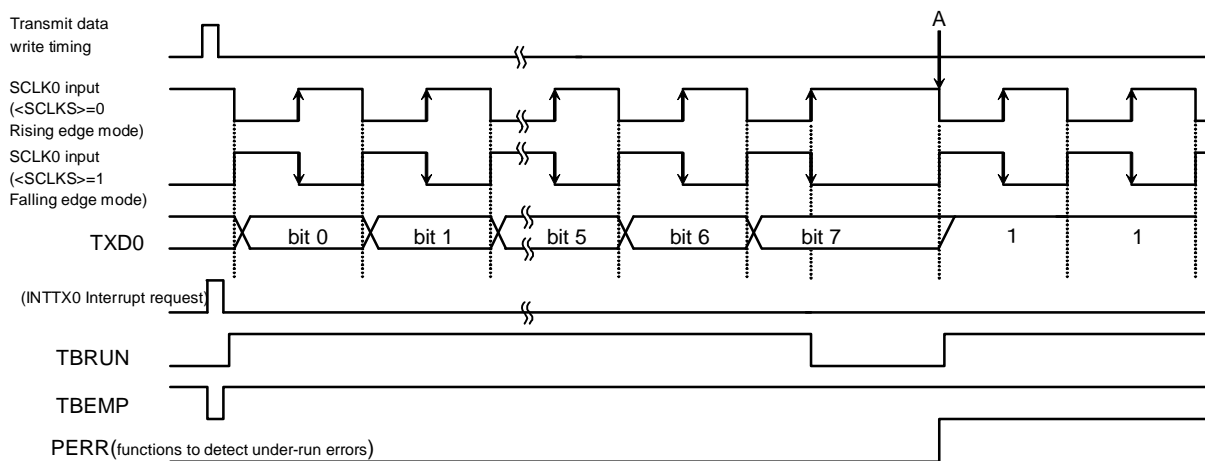 Transmit data
write timing
A
SCLK0 input
(<SCLKS>=0
Rising edge mode)
SCLK0 input
(<SCLKS>=1
Falling edge mode)
TXD0
bit 0
bit 1
bit 5
bit 6
bit 7
1
1
(INTTX0 Interrupt request)
TBRUN
TBEMP
PERR(functions to detect under-run errors)